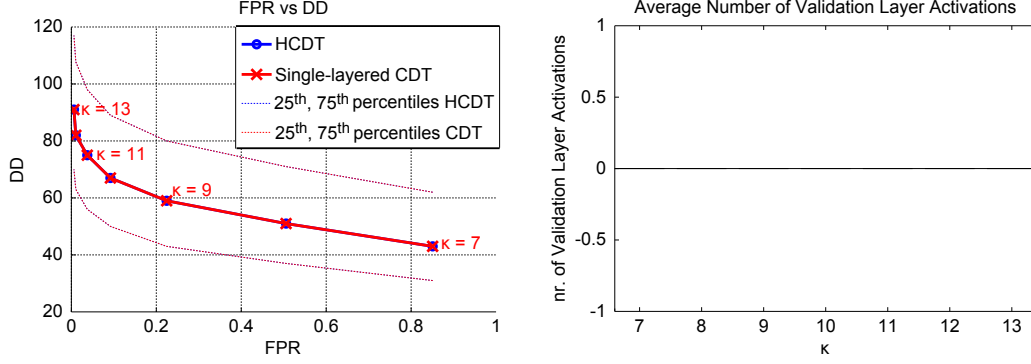 FPR vs DD
120
100
80
60
40
20
DD
0
0.2
0.4
0.6
0.8
1
FPR
HCDT
Single-layered CDT
25th, 75th percentiles HCDT
25th, 75th percentiles CDT
κ = 13
κ = 11
κ = 9
κ = 7
Average Number of Validation Layer Activations
1
0.5
0
-0.5
-1
nr. of Validation Layer Activations
7
8
9
10
11
12
13
κ